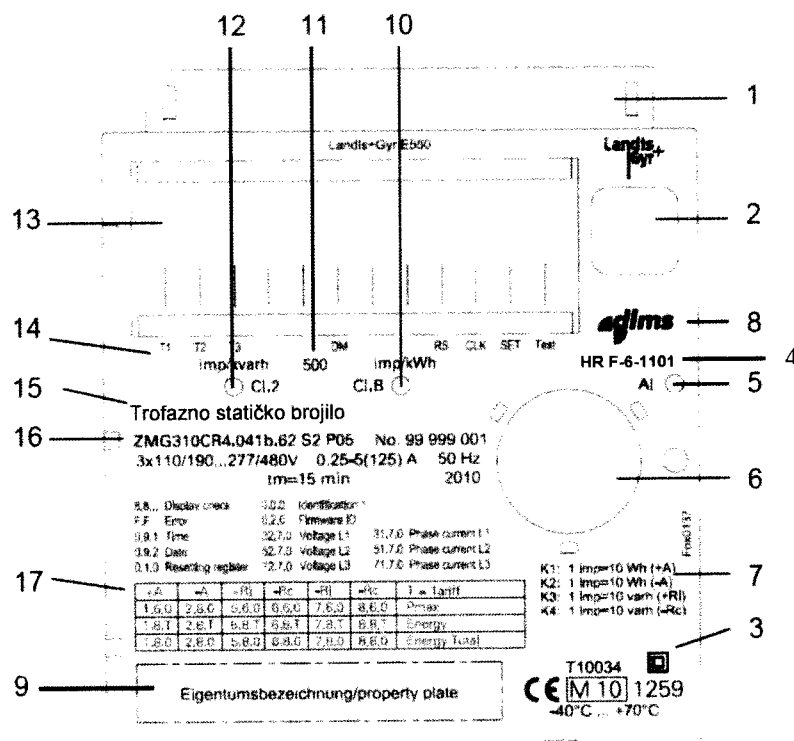 12 11 10
1
Landis+Gyr E550
Landis
Gyr+
13
2
adims
8
14
T1 T2 T3 DM RS CLK SET Test
imp/kvarh 500 imp/kWh
HR F-6-1101
4
Cl.2 Cl.B
AI
5
15
Trofazno statičko brojilo
16
ZMG310CR4.041b.62 S2 P05 No. 99 999 001
3x110/190...277/480V 0.25-5(125) A 50 Hz
tm=15 min 2010
6
8.8... Display check 0.0.0 Identification
F.F Error 0.2.0 Firmware ID
0.9.1 Time 32.7.0 Voltage L1 31.7.0 Phase current L1
0.9.2 Date 52.7.0 Voltage L2 51.7.0 Phase current L2
0.1.0 Resetting register 72.7.0 Voltage L3 71.7.0 Phase current L3
Fox0137
K1: 1 imp=10 Wh (+A)
K2: 1 imp=10 Wh (-A)
K3: 1 imp=10 varh (+Ri)
K4: 1 imp=10 varh (-Rc)
7
17
+A -A +Ri +Rc -Ri -Rc T = Tariff
1.6.0 2.6.0 5.6.0 6.6.0 7.6.0 8.6.0 Pmax
1.8.T 2.8.T 5.8.T 6.8.T 7.8.T 8.8.T Energy
1.8.0 2.8.0 5.8.0 6.8.0 7.8.0 8.8.0 Energy Total
3
9
Eigentumsbezeichnung/property plate
T10034
CE M 10 1259
-40°C ... +70°C